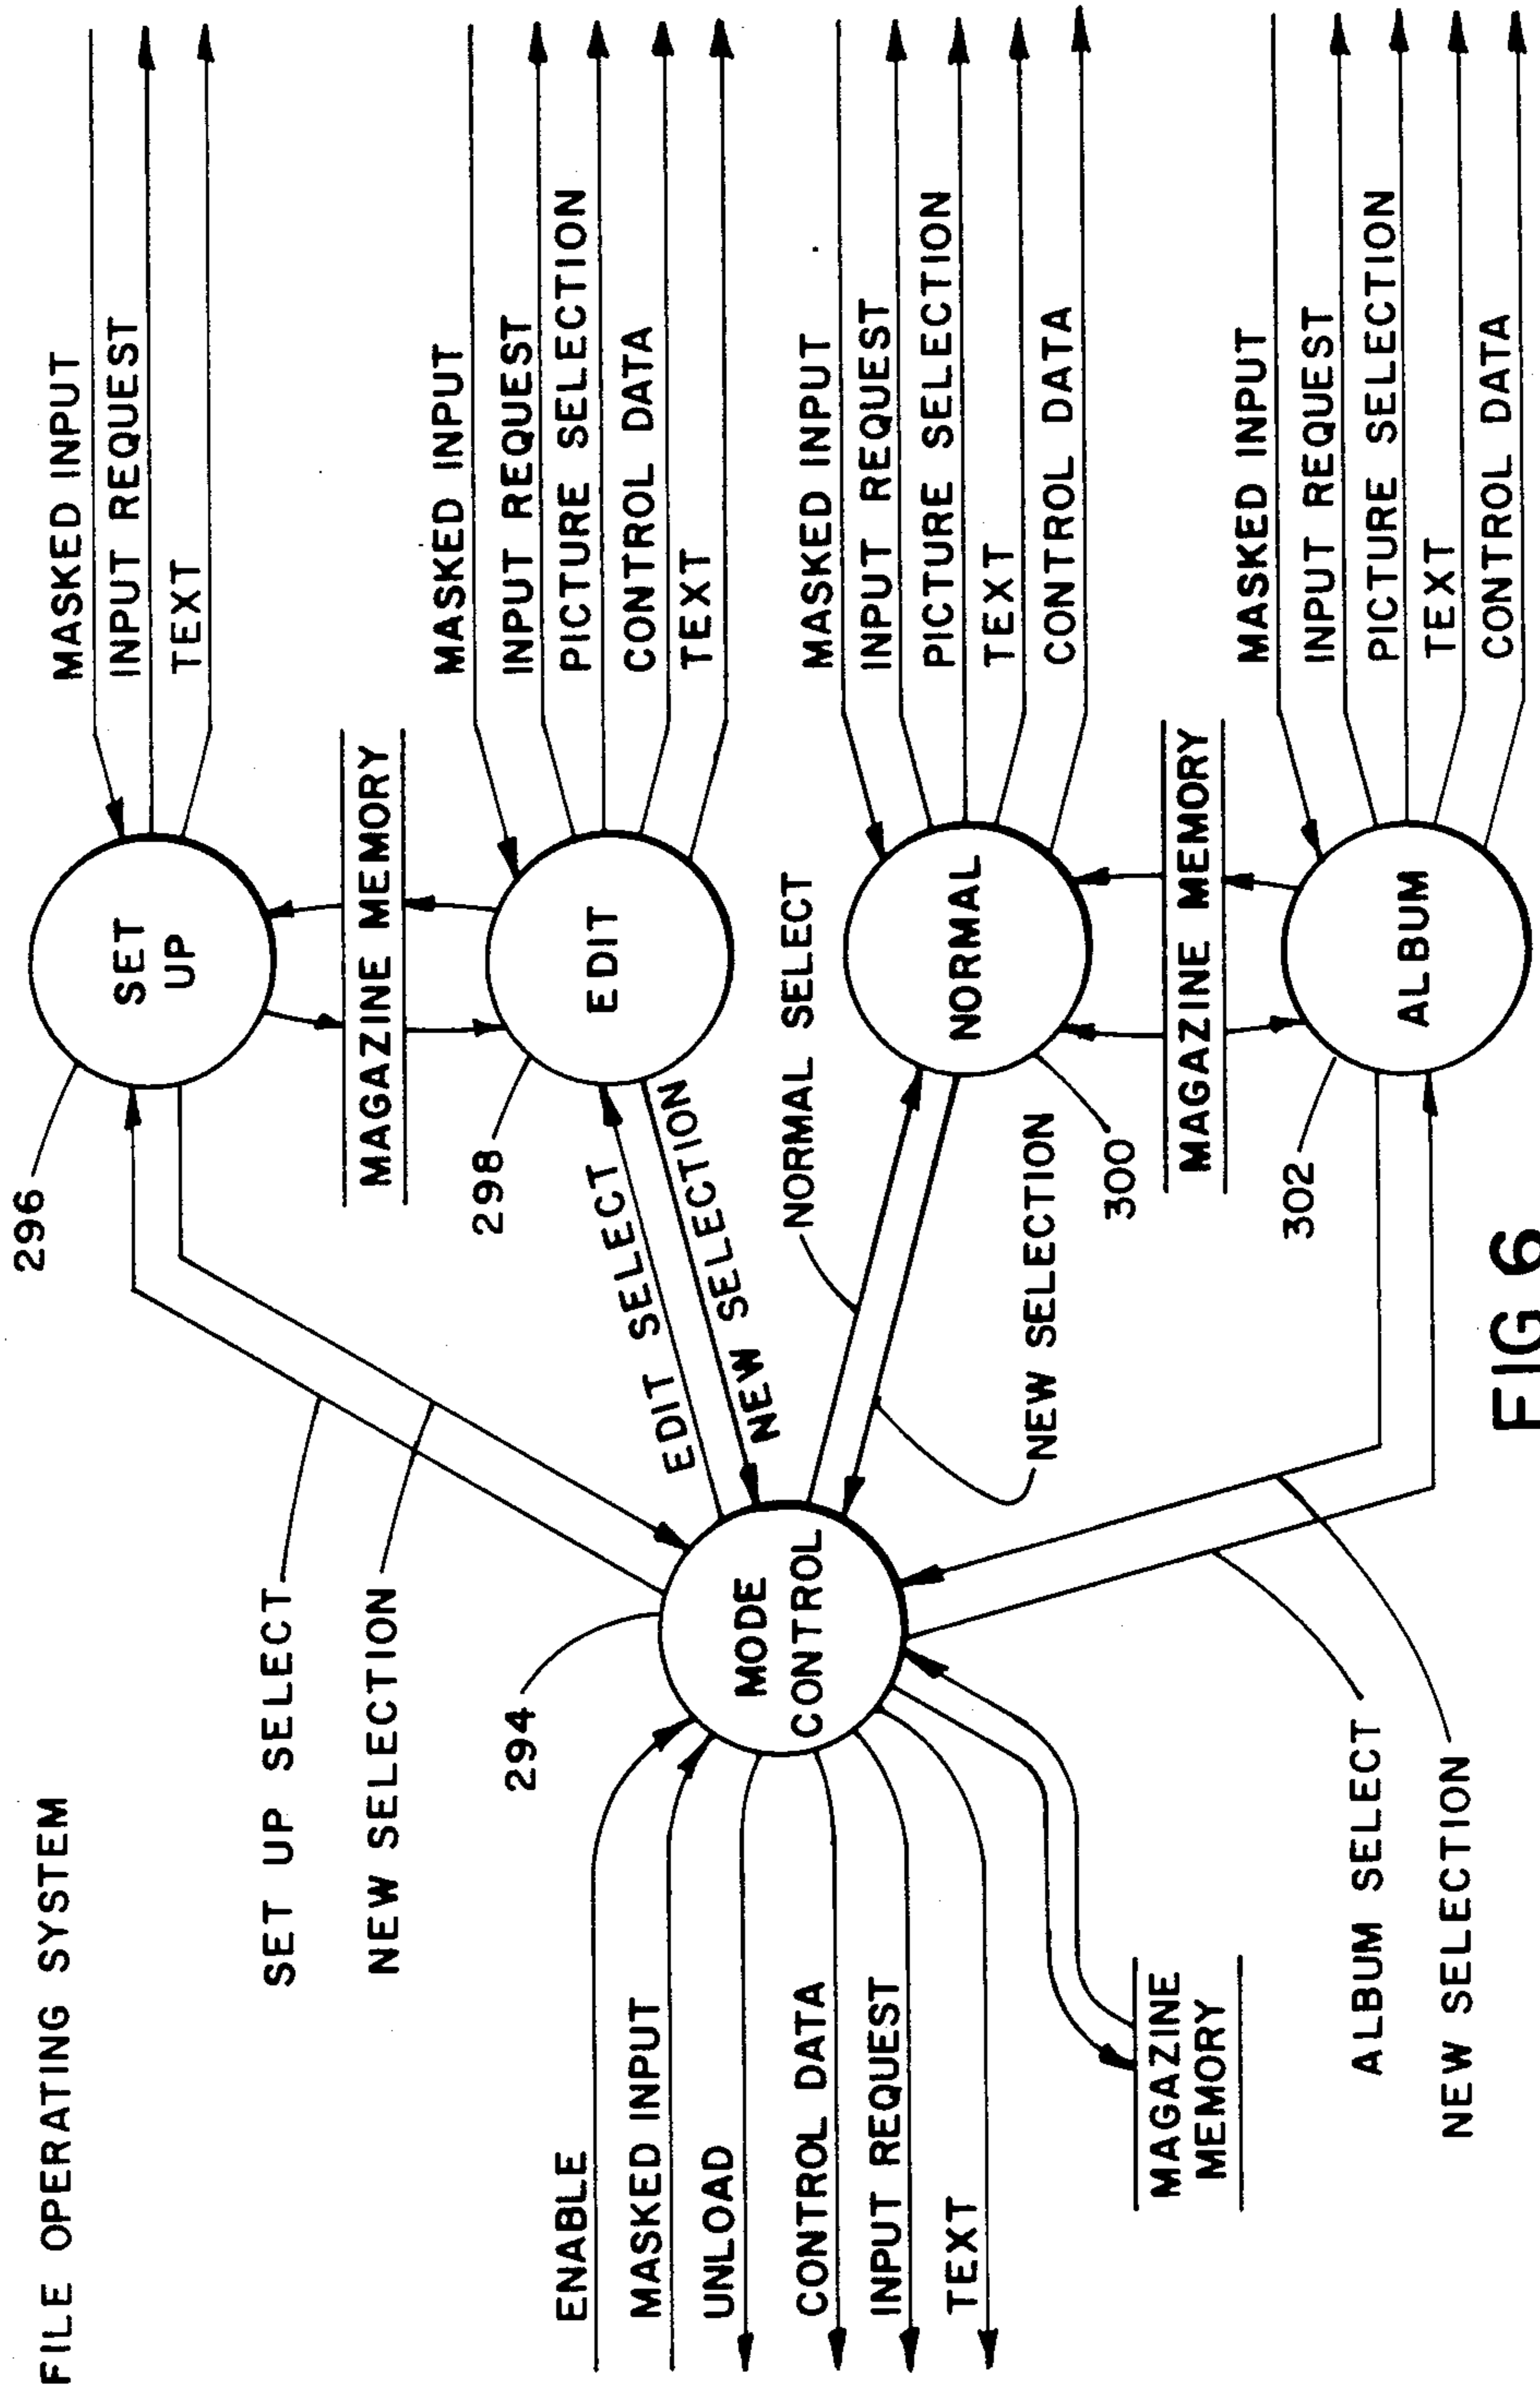 FILE OPERATING SYSTEM
SET UP SELECT
NEW SELECTION
294
MODE
CONTROL
ENABLE
MASKED INPUT
UNLOAD
CONTROL DATA
INPUT REQUEST
TEXT
MAGAZINE
MEMORY
ALBUM SELECT
NEW SELECTION
EDIT SELECT
NEW SELECTION
NORMAL SELECT
NEW SELECTION
296
SET
UP
MASKED INPUT
INPUT REQUEST
TEXT
MAGAZINE MEMORY
298
EDIT
MASKED INPUT
INPUT REQUEST
PICTURE SELECTION
CONTROL DATA
TEXT
300
NORMAL
MASKED INPUT
INPUT REQUEST
PICTURE SELECTION
TEXT
CONTROL DATA
MAGAZINE MEMORY
302
ALBUM
MASKED INPUT
INPUT REQUEST
PICTURE SELECTION
TEXT
CONTROL DATA
FIG 6